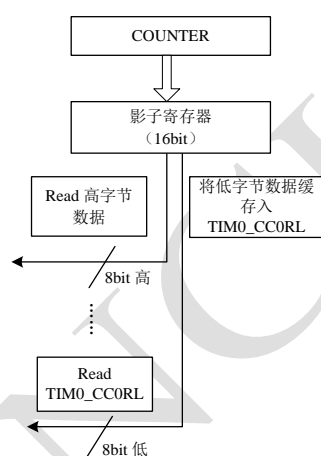 COUNTER
影子寄存器
（16bit）
Read 高字节
数据
将低字节数据缓
存入
TIM0_CC0RL
8bit 高
Read
TIM0_CC0RL
8bit 低